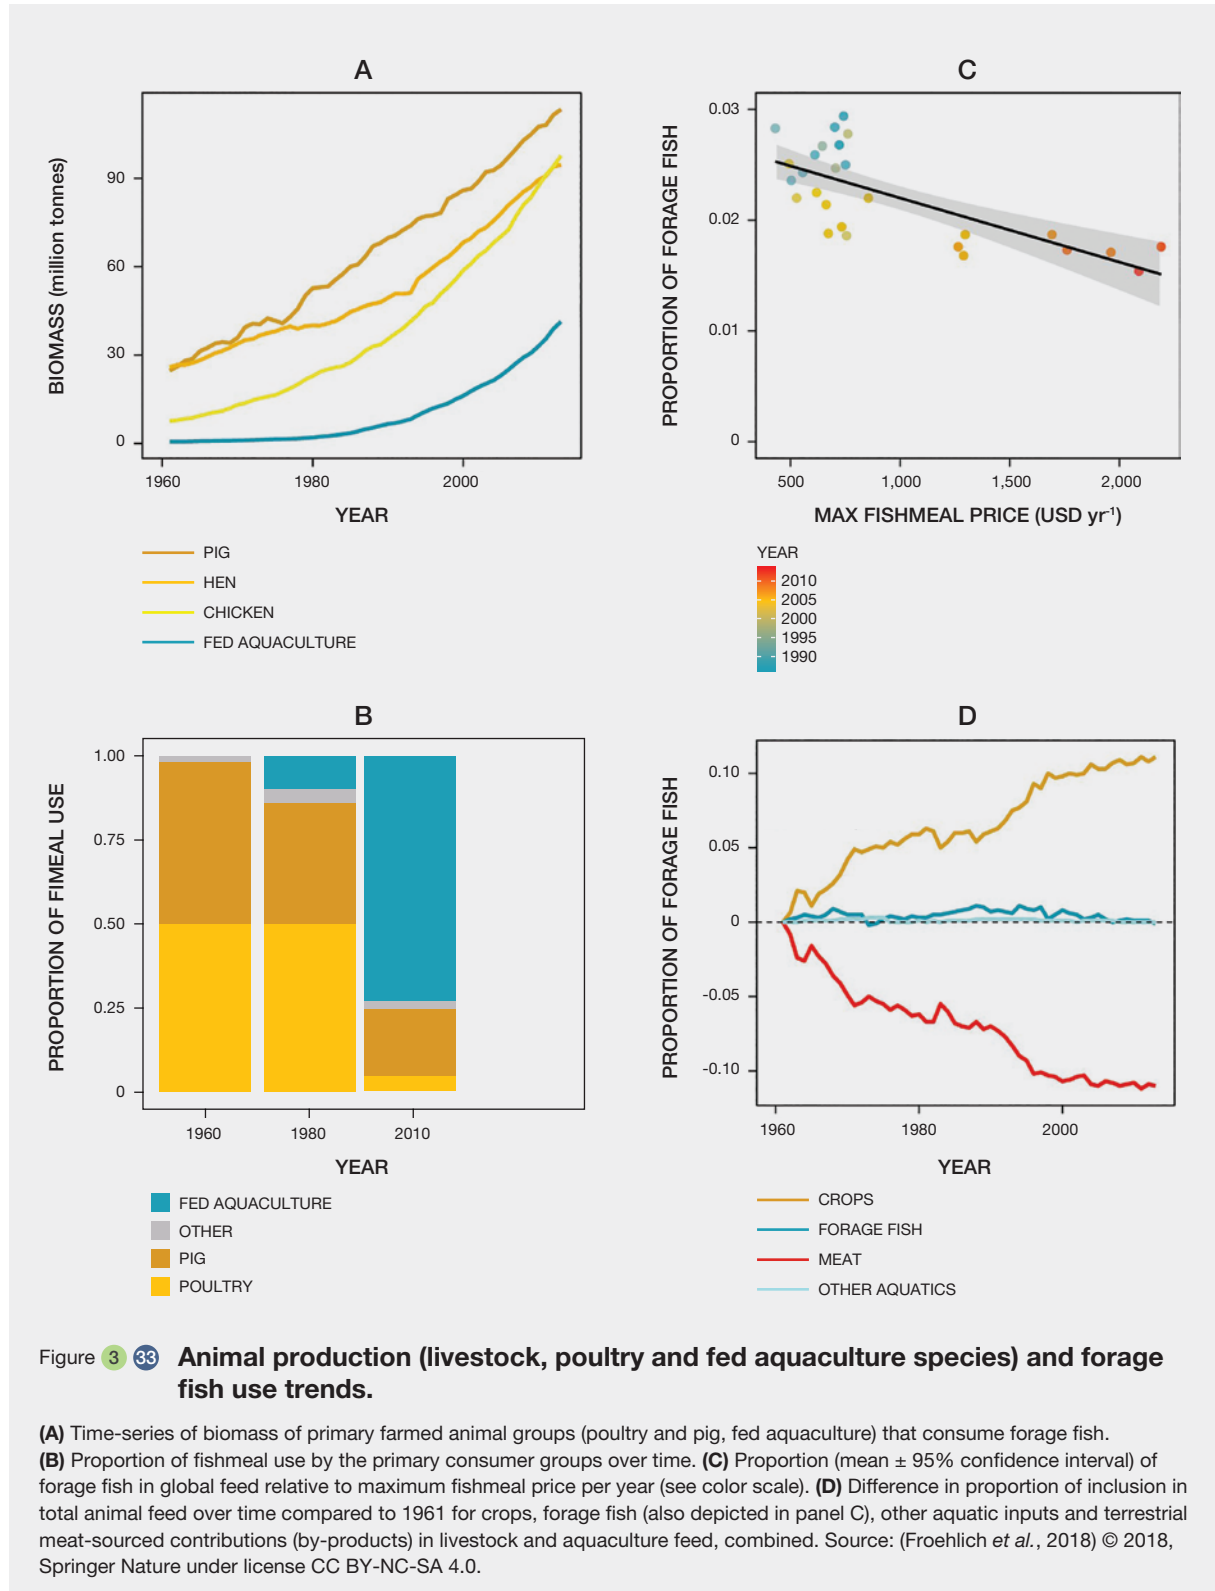 A
BIOMASS (million tonnes)
90
60
30
0
1960
1980
2000
YEAR
PIG
HEN
CHICKEN
FED AQUACULTURE
C
PROPORTION OF FORAGE FISH
0.03
0.02
0.01
0
500
1,000
1,500
2,000
MAX FISHMEAL PRICE (USD yr-1)
YEAR
2010
2005
2000
1995
1990
B
PROPORTION OF FIMEAL USE
1.00
0.75
0.50
0.25
0
1960
1980
2010
YEAR
FED AQUACULTURE
OTHER
PIG
POULTRY
D
PROPORTION OF FORAGE FISH
0.10
0.05
0
-0.05
-0.10
1960
1980
2000
YEAR
CROPS
FORAGE FISH
MEAT
OTHER AQUATICS
Figure 3 33 Animal production (livestock, poultry and fed aquaculture species) and forage
fish use trends.
(A) Time-series of biomass of primary farmed animal groups (poultry and pig, fed aquaculture) that consume forage fish.
(B) Proportion of fishmeal use by the primary consumer groups over time. (C) Proportion (mean ± 95% confidence interval) of
forage fish in global feed relative to maximum fishmeal price per year (see color scale). (D) Difference in proportion of inclusion in
total animal feed over time compared to 1961 for crops, forage fish (also depicted in panel C), other aquatic inputs and terrestrial
meat-sourced contributions (by-products) in livestock and aquaculture feed, combined. Source: (Froehlich et al., 2018) © 2018,
Springer Nature under license CC BY-NC-SA 4.0.